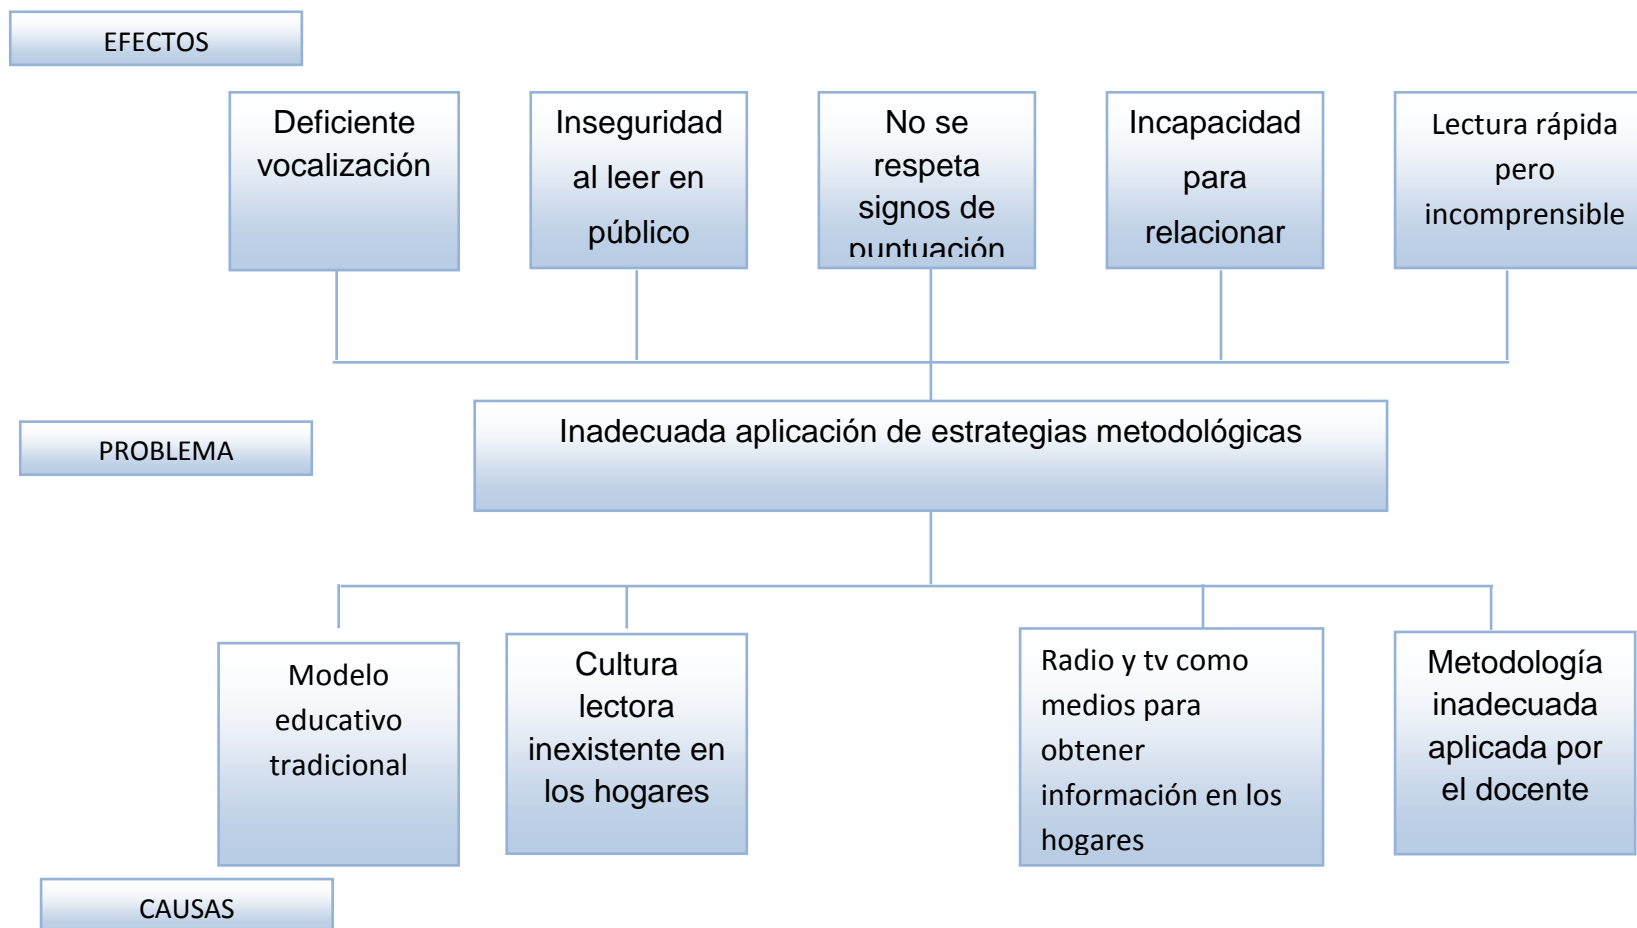 EFECTOS
Deficiente
vocalización
Inseguridad
al leer en
público
No se
respeta
signos de
puntuación
Incapacidad
para
relacionar
Lectura rápida
pero
incomprensible
PROBLEMA
Inadecuada aplicación de estrategias metodológicas
Modelo
educativo
tradicional
Cultura
lectora
inexistente en
los hogares
Radio y tv como
medios para
obtener
información en los
hogares
Metodología
inadecuada
aplicada por
el docente
CAUSAS